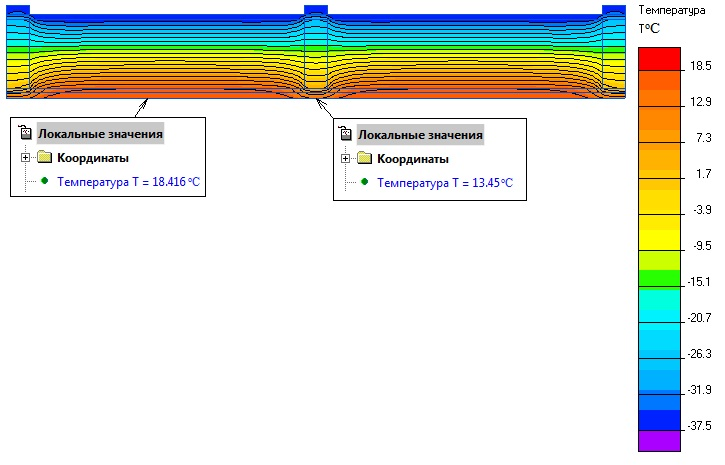 Температура
T°C
18.5
12.9
7.3
1.7
-3.9
-9.5
-15.1
-20.7
-26.3
-31.9
-37.5
Локальные значения
Координаты
Температура T = 18.416 °C
Локальные значения
Координаты
Температура T = 13.45°C